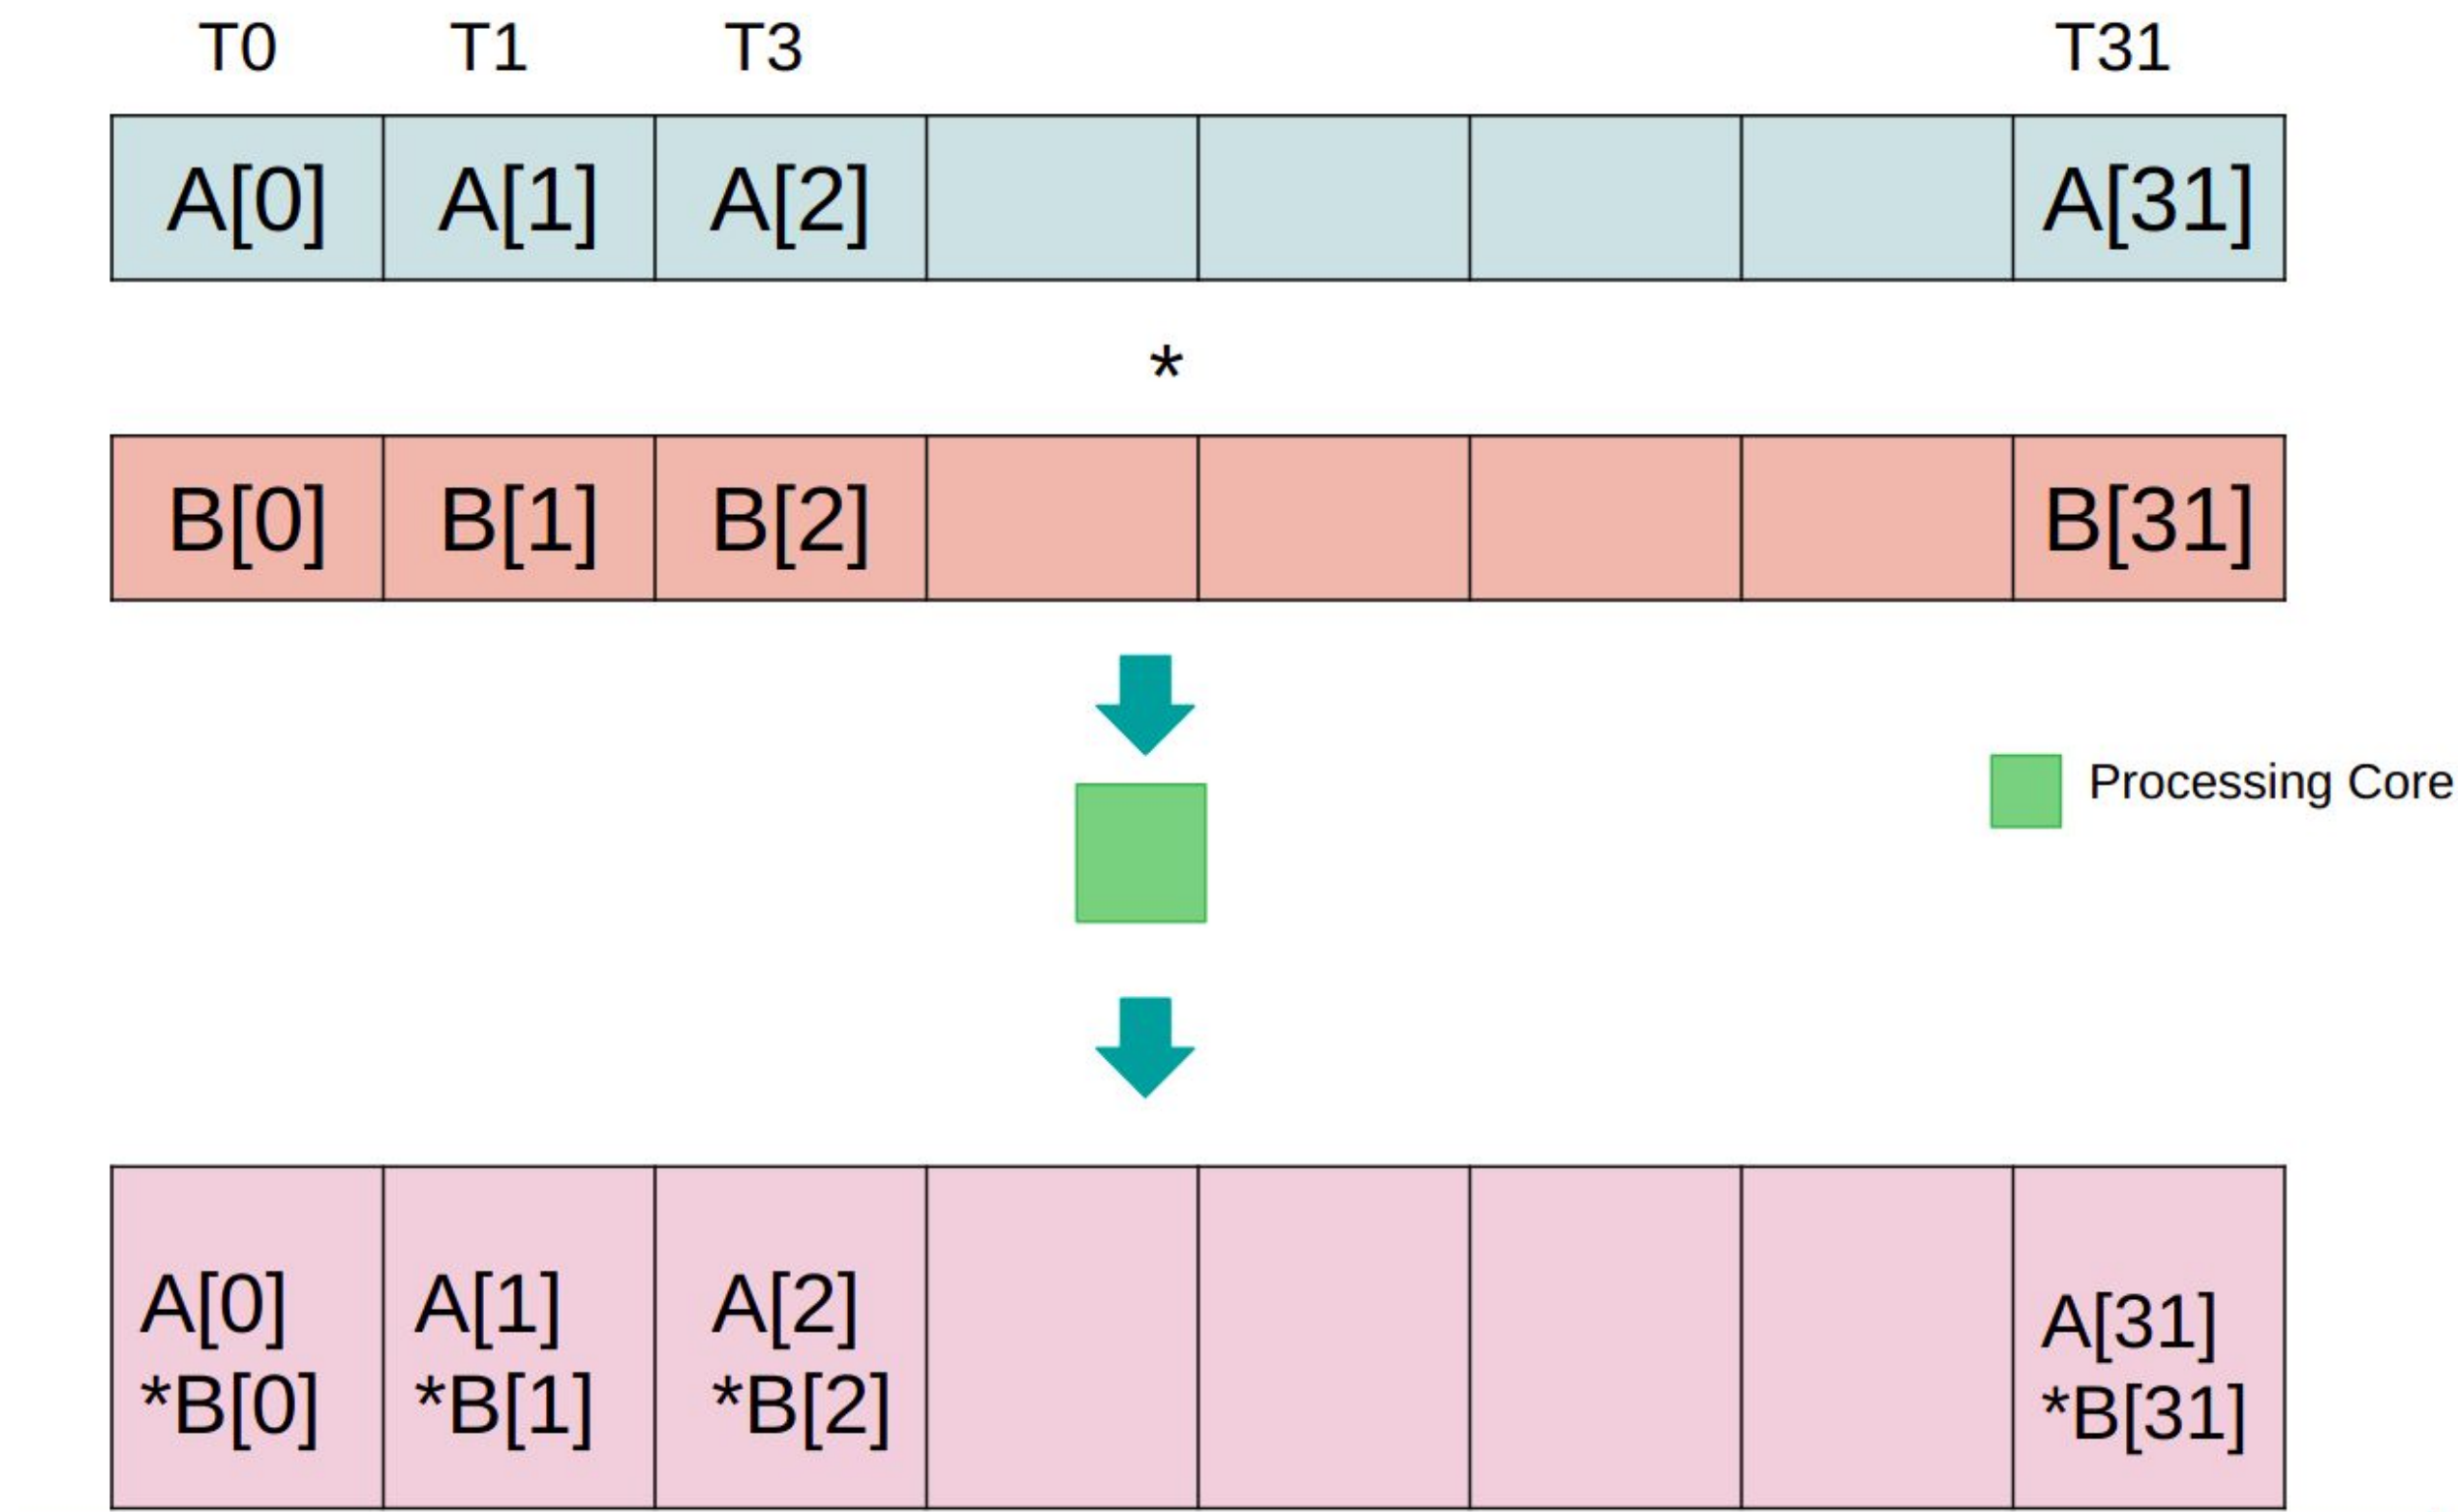 T0 T1 T3 T31
A[0] A[1] A[2] A[31]
*
B[0] B[1] B[2] B[31]
Processing Core
A[0] A[1] A[2] A[31]
*B[0] *B[1] *B[2] *B[31]